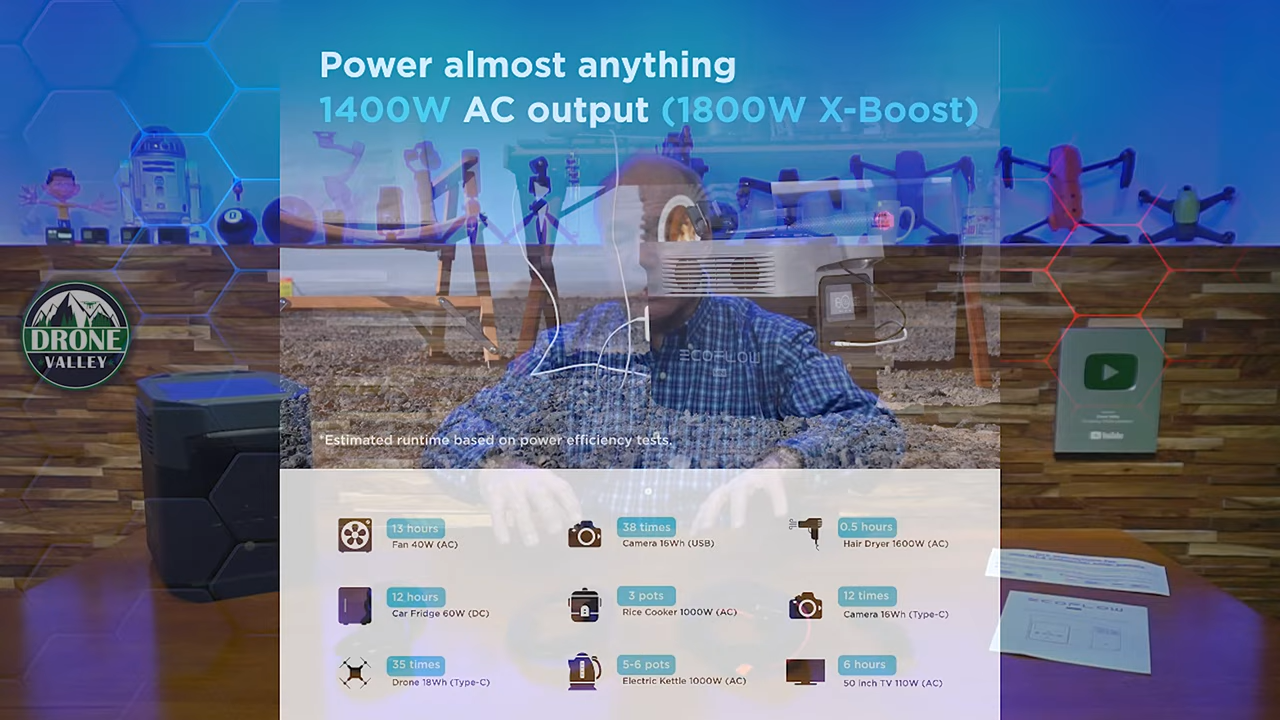 Power almost anything
1400W AC output (1800W X-Boost)
8
DRONE
VALLEY
ECOFLOW
*Estimated runtime based on power efficiency tests.
YouTube
13 hours
Fan 40W (AC)
38 times
Camera 16Wh (USB)
0.5 hours
Hair Dryer 1600W (AC)
12 hours
Car Fridge 60W (DC)
3 pots
Rice Cooker 1000W (AC)
12 times
Camera 16Wh (Type-C)
35 times
Drone 18Wh (Type-C)
5-6 pots
Electric Kettle 1000W (AC)
6 hours
50 inch TV 110W (AC)
ECOFLOW